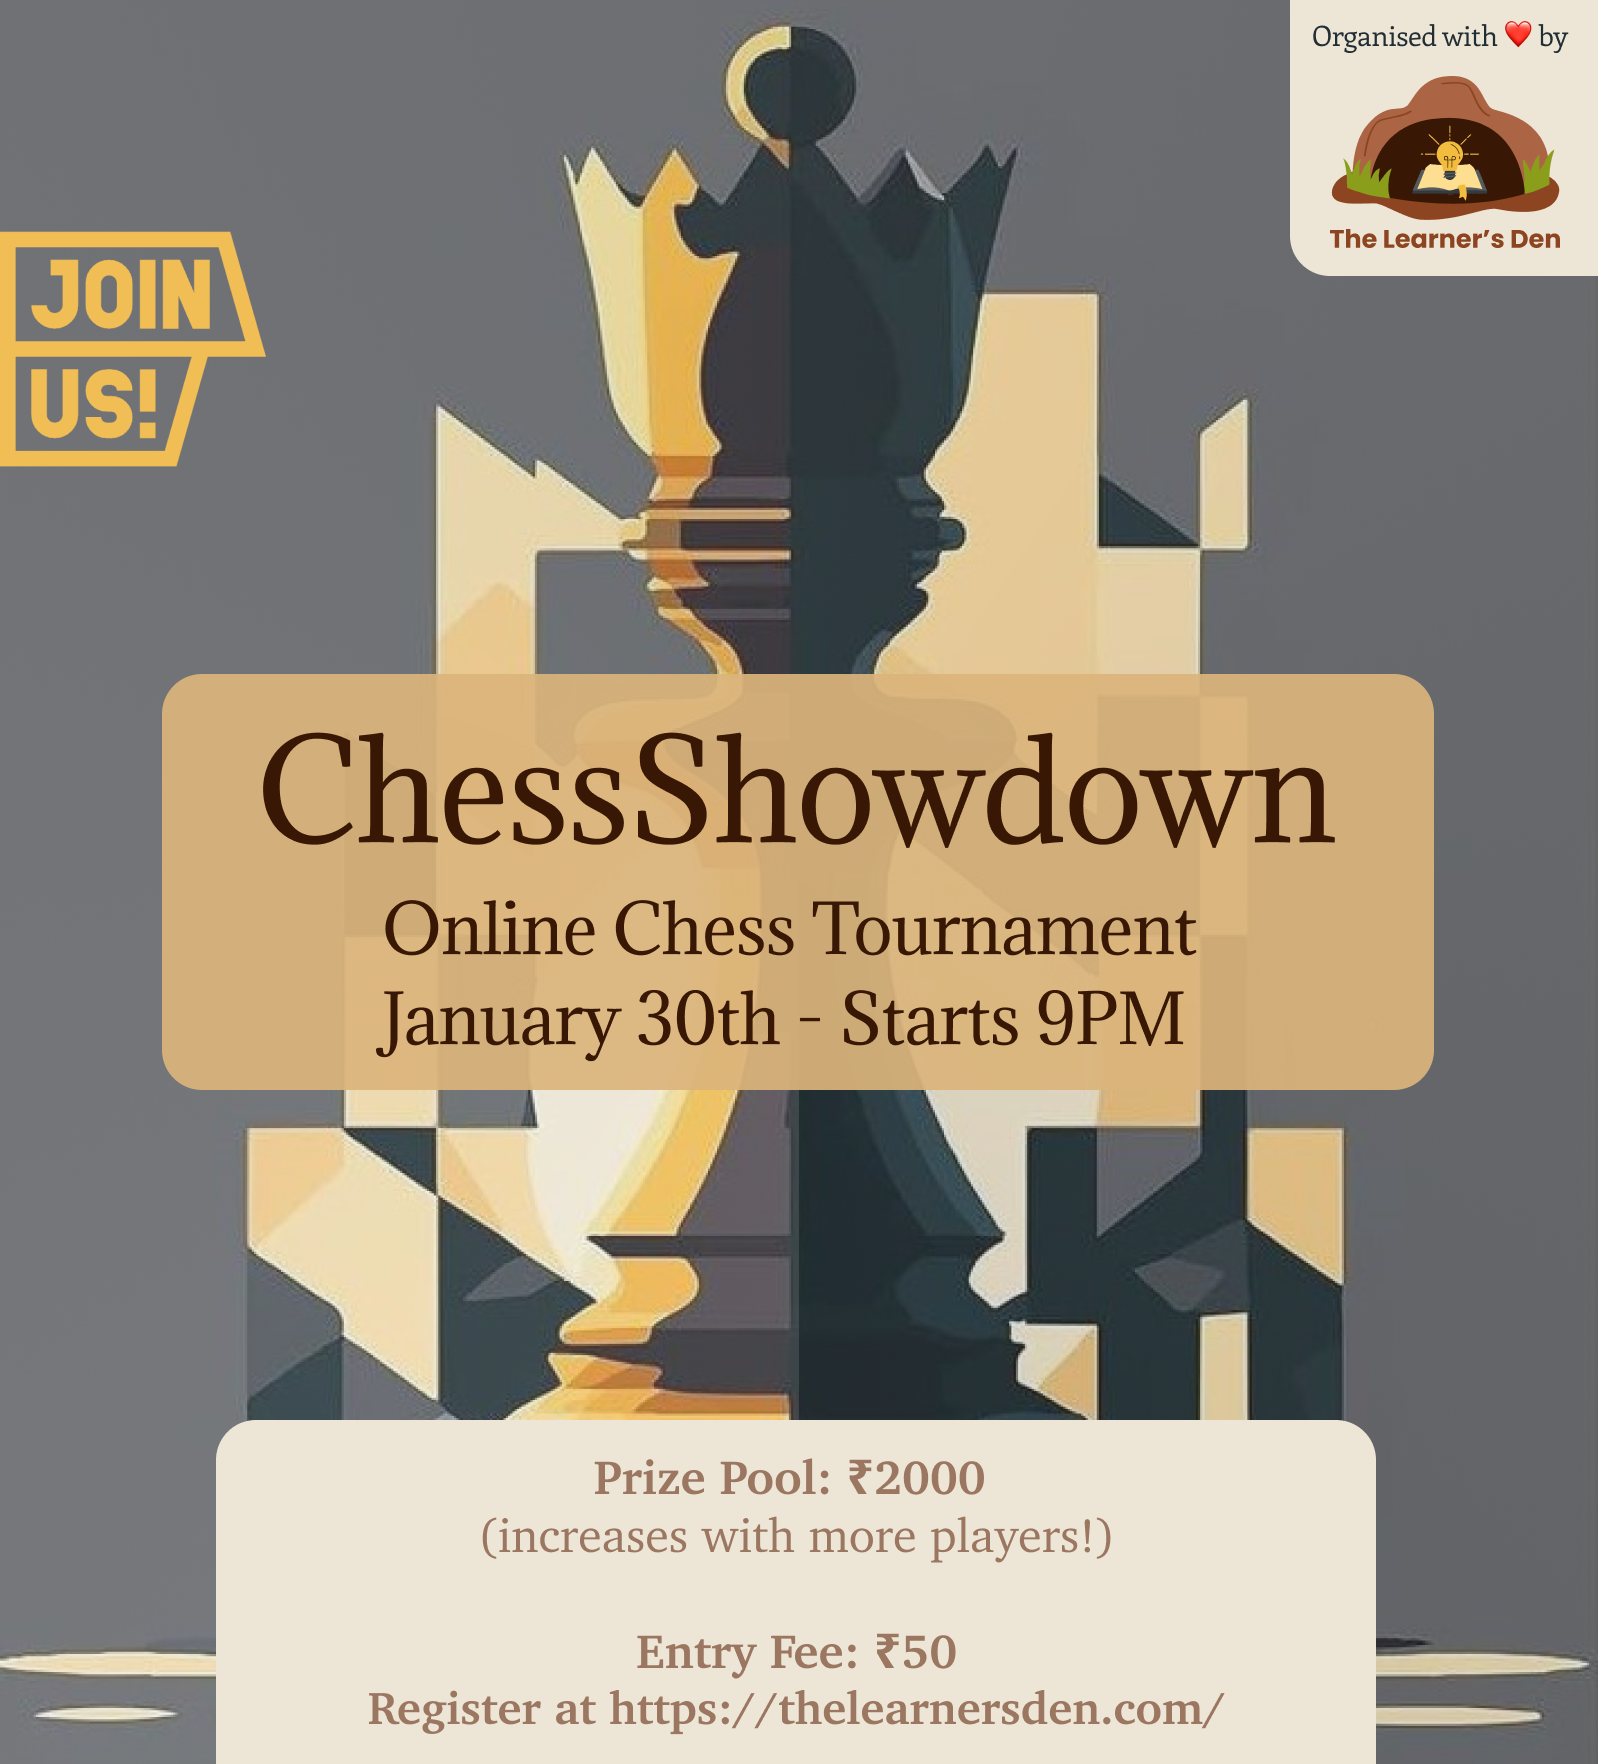 Organised with ❤️ by
The Learner's Den
JOIN
US!
ChessShowdown
Online Chess Tournament
January 30th - Starts 9PM
Prize Pool: ₹2000
(increases with more players!)
Entry Fee: ₹50
Register at https://thelearnersden.com/